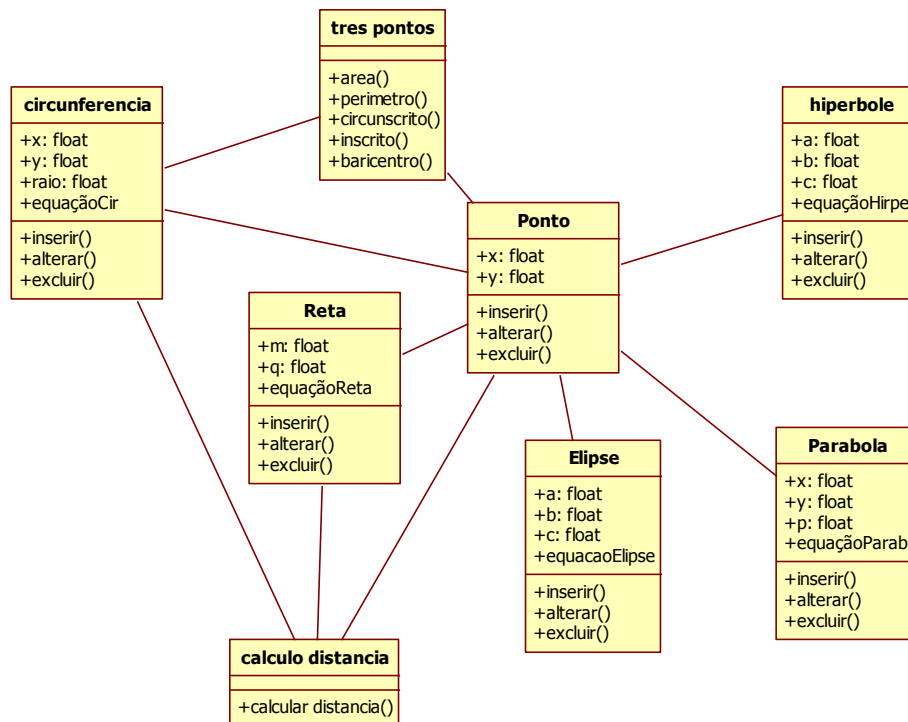 tres pontos
+area()
+perimetro()
+circunscrito()
+inscrito()
+baricentro()
circunferencia
+x: float
+y: float
+raio: float
+equaçãoCir
+inserir()
+alterar()
+excluir()
hiperbole
+a: float
+b: float
+c: float
+equaçãoHirpe
+inserir()
+alterar()
+excluir()
Ponto
+x: float
+y: float
+inserir()
+alterar()
+excluir()
Reta
+m: float
+q: float
+equaçãoReta
+inserir()
+alterar()
+excluir()
Elipse
+a: float
+b: float
+c: float
+equacaoElipse
+inserir()
+alterar()
+excluir()
Parabola
+x: float
+y: float
+p: float
+equaçãoParab
+inserir()
+alterar()
+excluir()
calculo distancia
+calcular distancia()